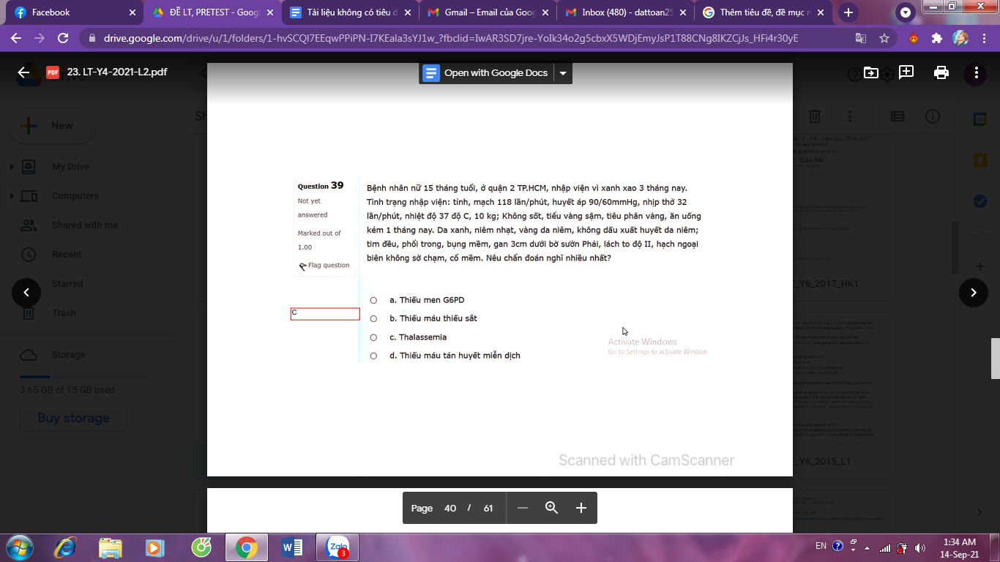 Facebook
ĐỀ LT, PRETEST - Googl
Tài liệu không có tiêu đ
Gmail – Email của Goog
Inbox (480) - dattoan25
Thêm tiêu đề, đề mục n
drive.google.com/drive/u/1/folders/1-hvSCQI7EEqwPPiPN-I7KEala3sYJ1w_?fbclid=IwAR3SD7jre-YoIk34o2g5cbxX5WDjEmyJsP1T88CNg8IKZCjJs_HFi4r30yE
PDF 23. LT-Y4-2021-L2.pdf
Open with Google Docs
New
My Drive
Computers
Shared with me
Recent
Starred
Trash
Storage
3.65 GB of 15 GB used
Buy storage
Question 39
Not yet
answered
Marked out of
1.00
Flag question
C
Bệnh nhân nữ 15 tháng tuổi, ở quận 2 TP.HCM, nhập viện vì xanh xao 3 tháng nay.
Tình trạng nhập viện: tỉnh, mạch 118 lần/phút, huyết áp 90/60mmHg, nhịp thở 32
lần/phút, nhiệt độ 37 độ C, 10 kg; Không sốt, tiểu vàng sậm, tiêu phân vàng, ăn uống
kém 1 tháng nay. Da xanh, niêm nhạt, vàng da niêm, không dấu xuất huyết da niêm;
tim đều, phổi trong, bụng mềm, gan 3cm dưới bờ sườn Phải, lách to độ II, hạch ngoại
biên không sờ chạm, cổ mềm. Nêu chẩn đoán nghĩ nhiều nhất?
a. Thiếu men G6PD
b. Thiếu máu thiếu sắt
c. Thalassemia
d. Thiếu máu tán huyết miễn dịch
Activate Windows
Go to Settings to activate Window
Scanned with CamScanner
Page 40 / 61
T_Y6_2017_HK1
T_Y6_2015_L1
Câu hỏi
EN
1:34 AM
14-Sep-21
Zalo
3